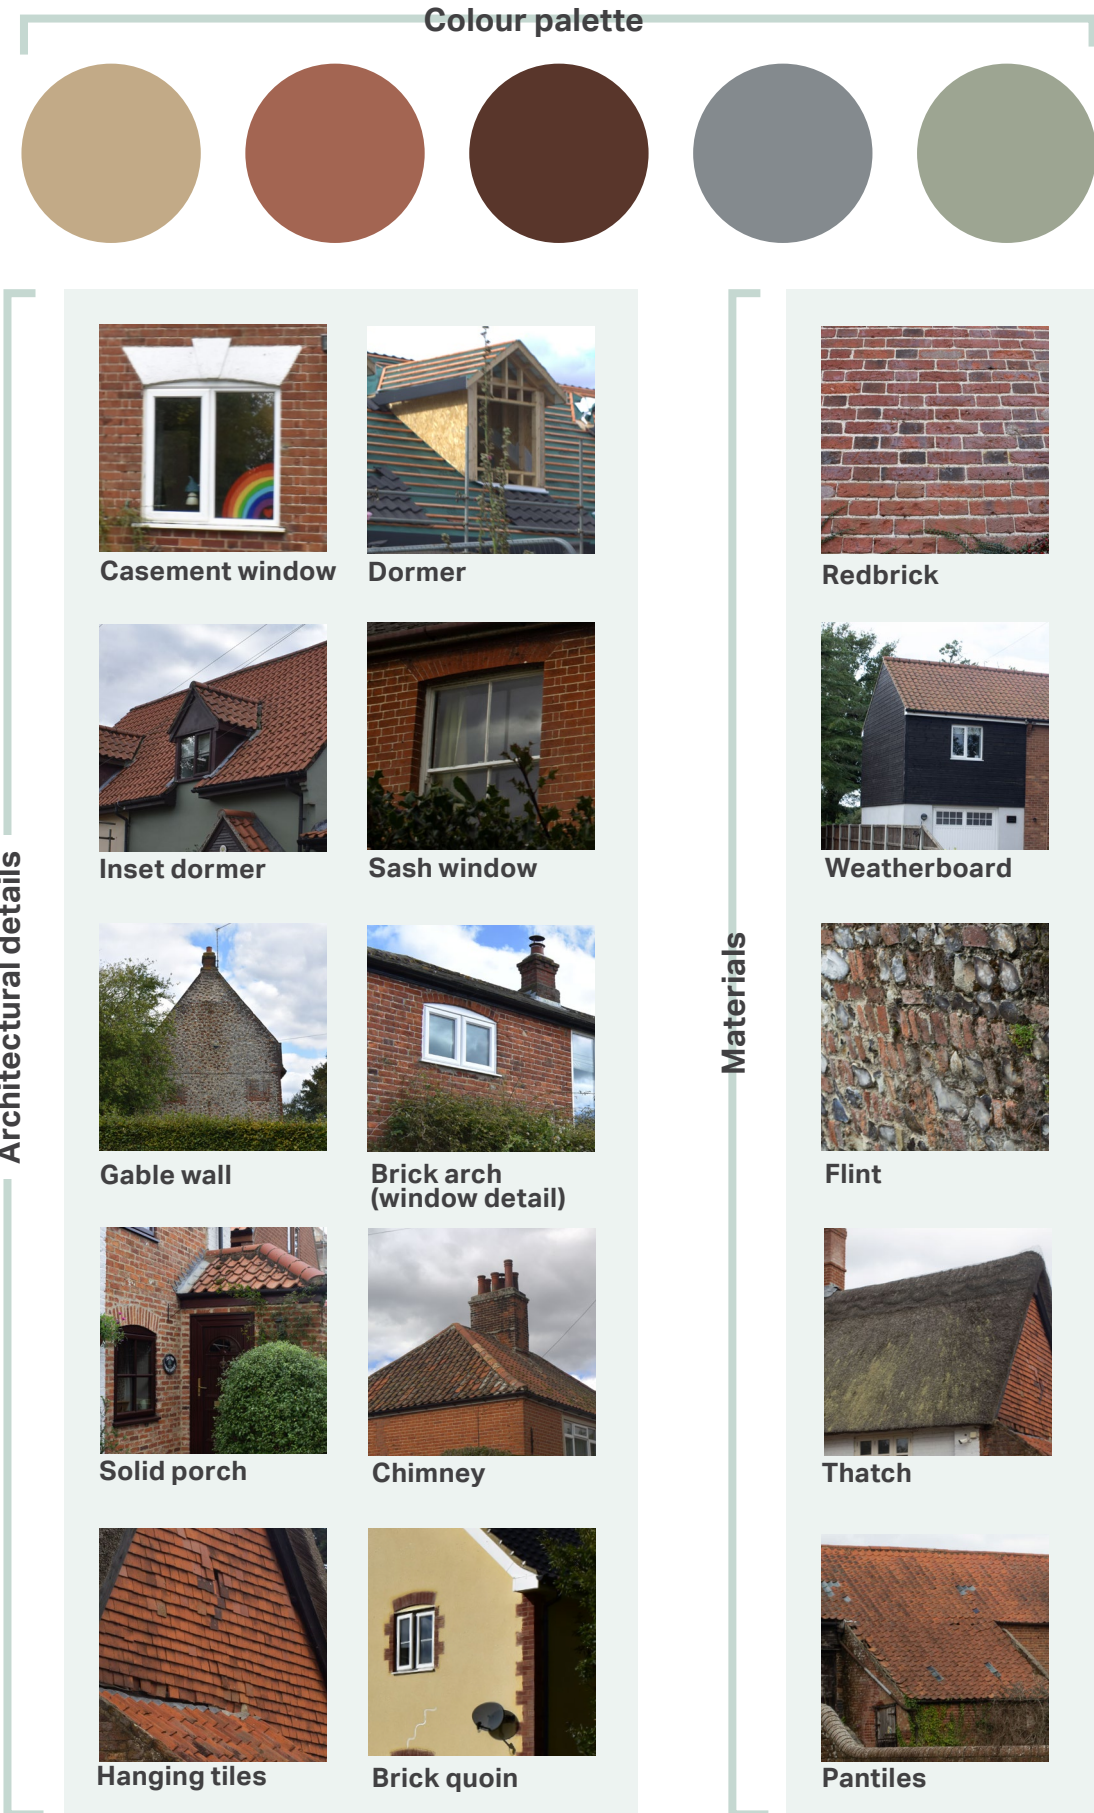 Colour palette
Architectural details
Casement window
Dormer
Inset dormer
Sash window
Gable wall
Brick arch
(window detail)
Solid porch
Chimney
Hanging tiles
Brick quoin
Materials
Redbrick
Weatherboard
Flint
Thatch
Pantiles